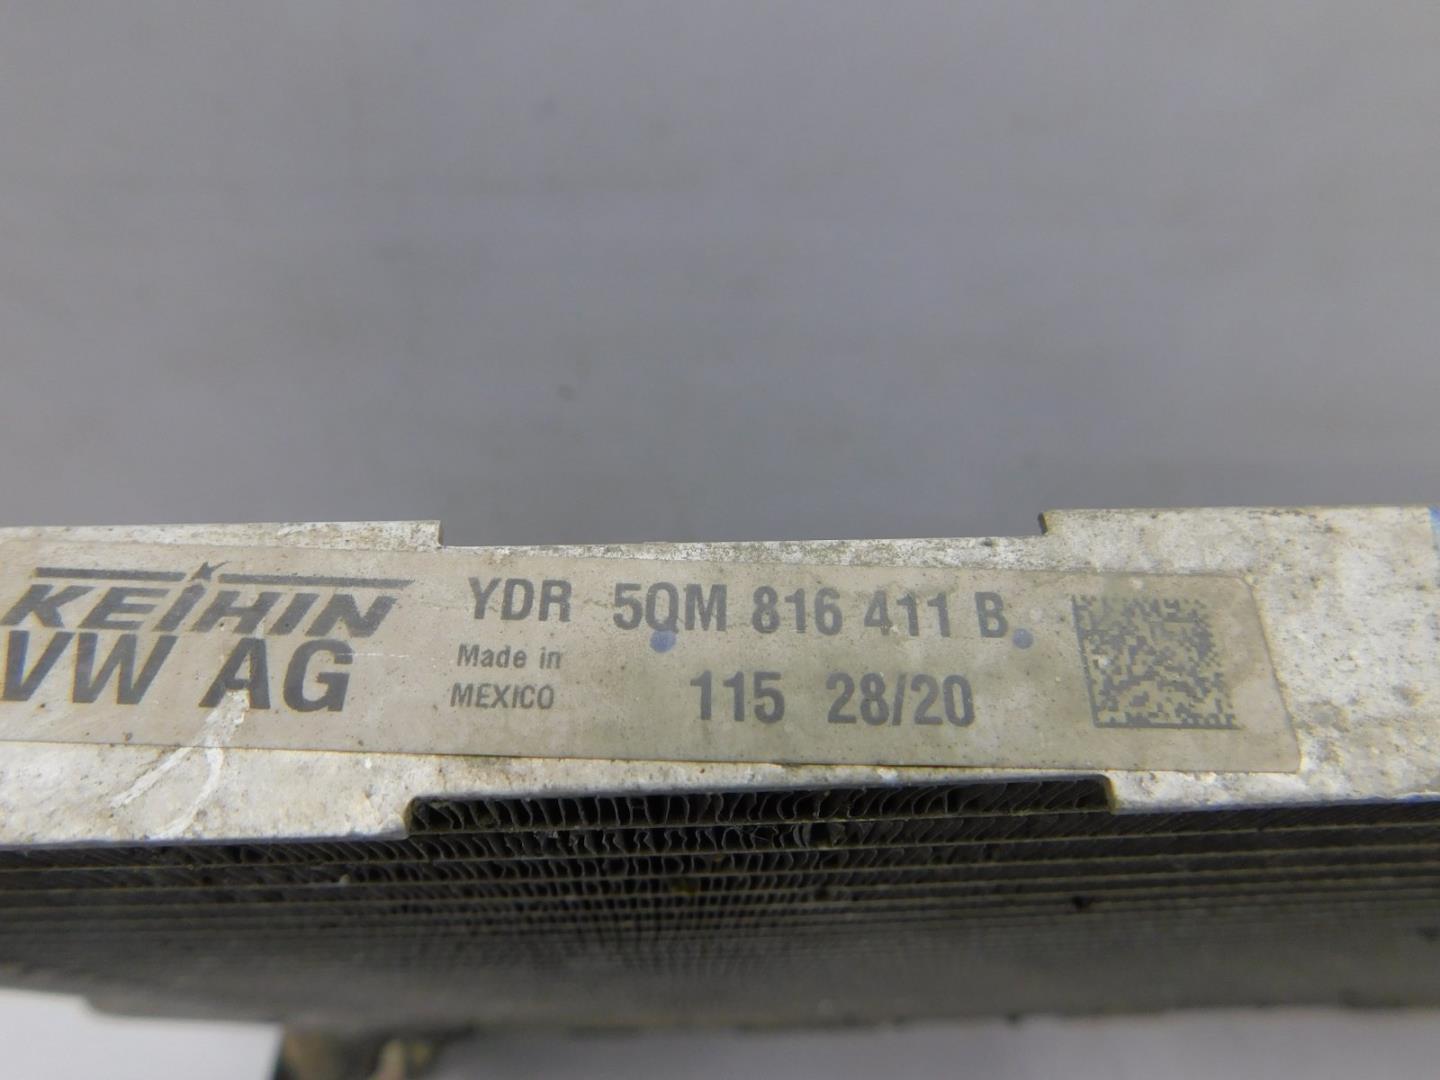 KEIHIN YDR 5QM 816 411 B
VW AG Made in
MEXICO 115 28/20